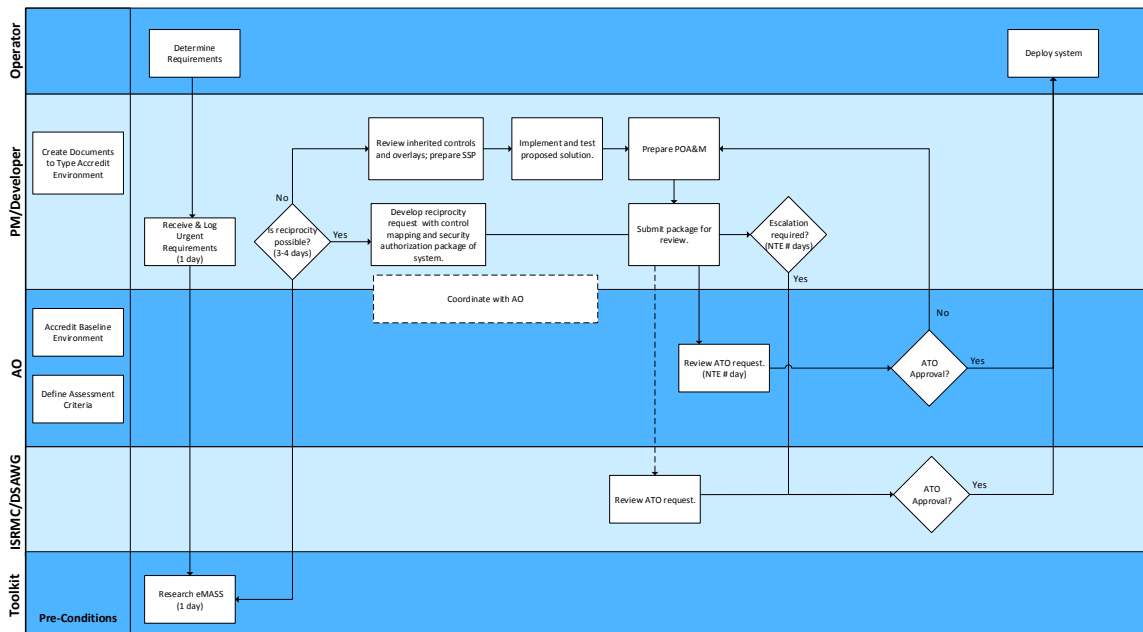 Operator
Determine
Requirements
Deploy system
PM/Developer
Create Documents
to Type Accredit
Environment
Review inherited controls
and overlays; prepare SSP
Implement and test
proposed solution.
Prepare POA&M
No
Receive & Log
Urgent
Requirements
(1 day)
Is reciprocity
possible?
(3-4 days)
Yes
Develop reciprocity
request with control
mapping and security
authorization package of
system.
Submit package for
review.
Escalation
required?
(NTE # days)
Yes
Coordinate with AO
AO
Accredit Baseline
Environment
Define Assessment
Criteria
Review ATO request.
(NTE # day)
No
ATO
Approval?
Yes
ISRMC/DSAWG
Review ATO request.
ATO
Approval?
Yes
Toolkit
Pre-Conditions
Research eMASS
(1 day)